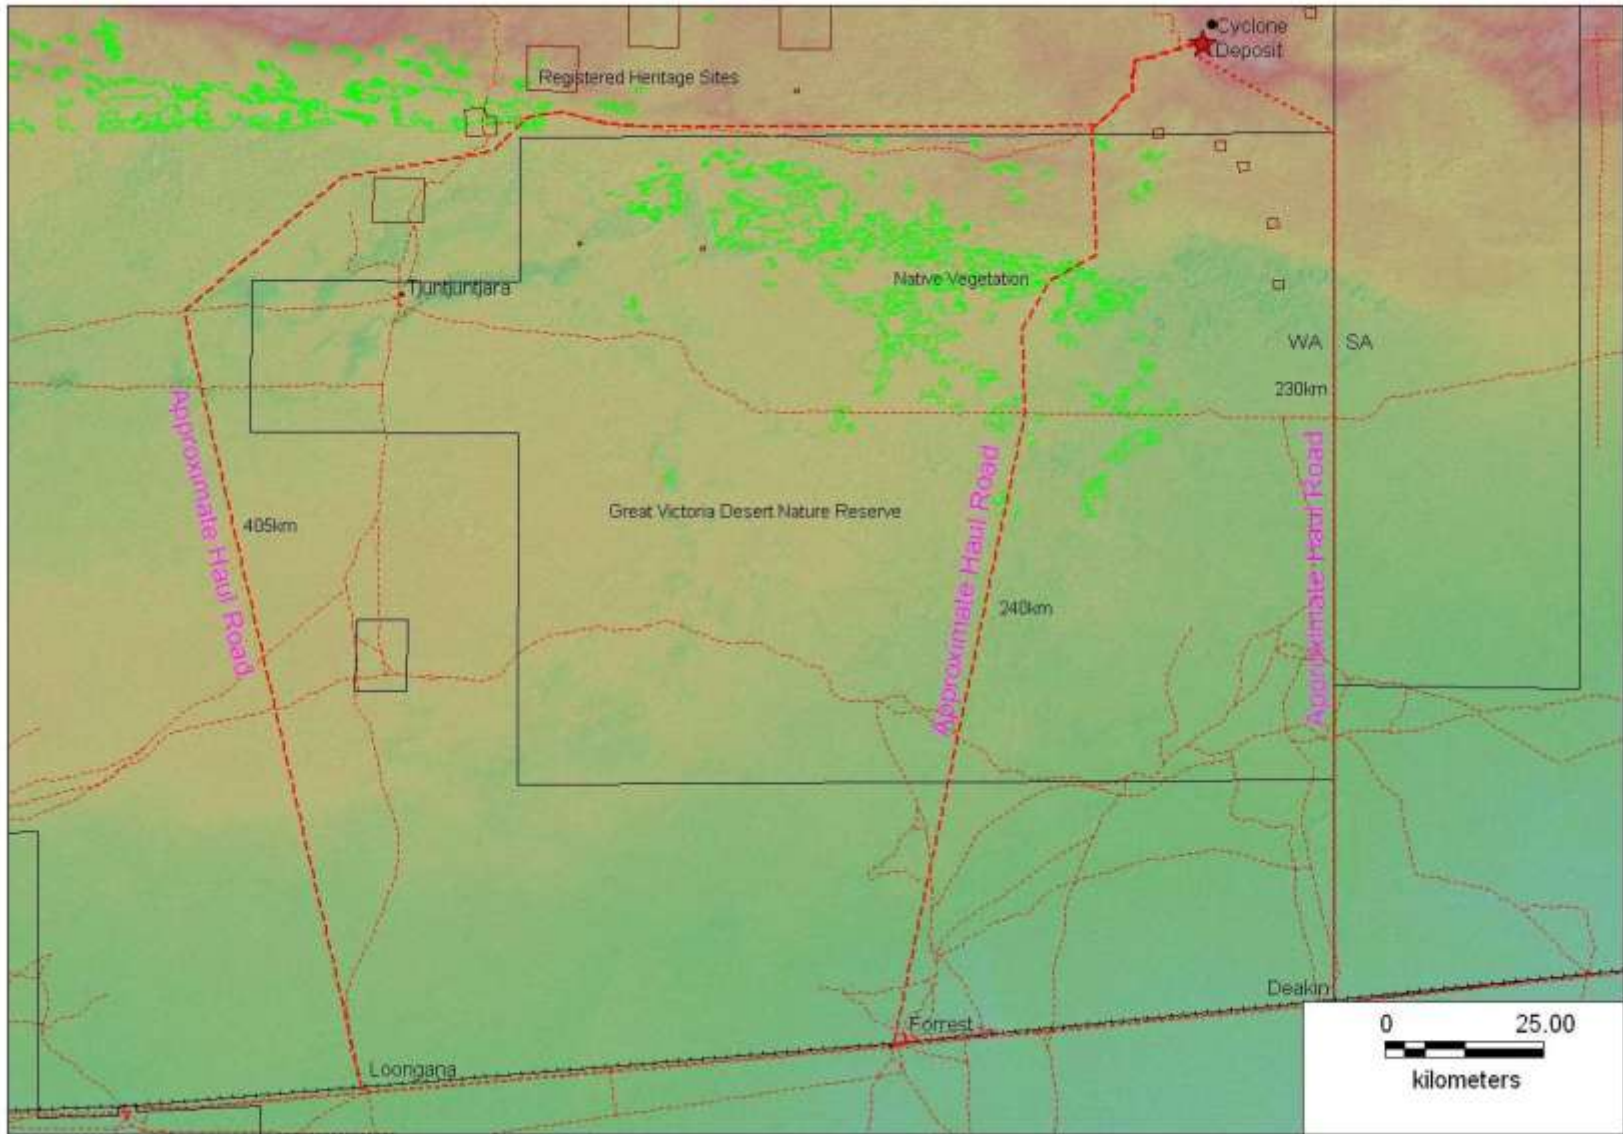 Cyclone
Deposit
Registered Heritage Sites
Native Vegetation
Tjuntjuntjara
WA SA
230km
Approximate Haul Road
Approximate Haul Road
Approximate Haul Road
Great Victoria Desert Nature Reserve
405km
240km
Deakin
Forrest
Loongana
0 25.00
kilometers